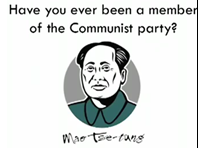 Have you ever been a member
of the Communist party?
Mao Tse-tung